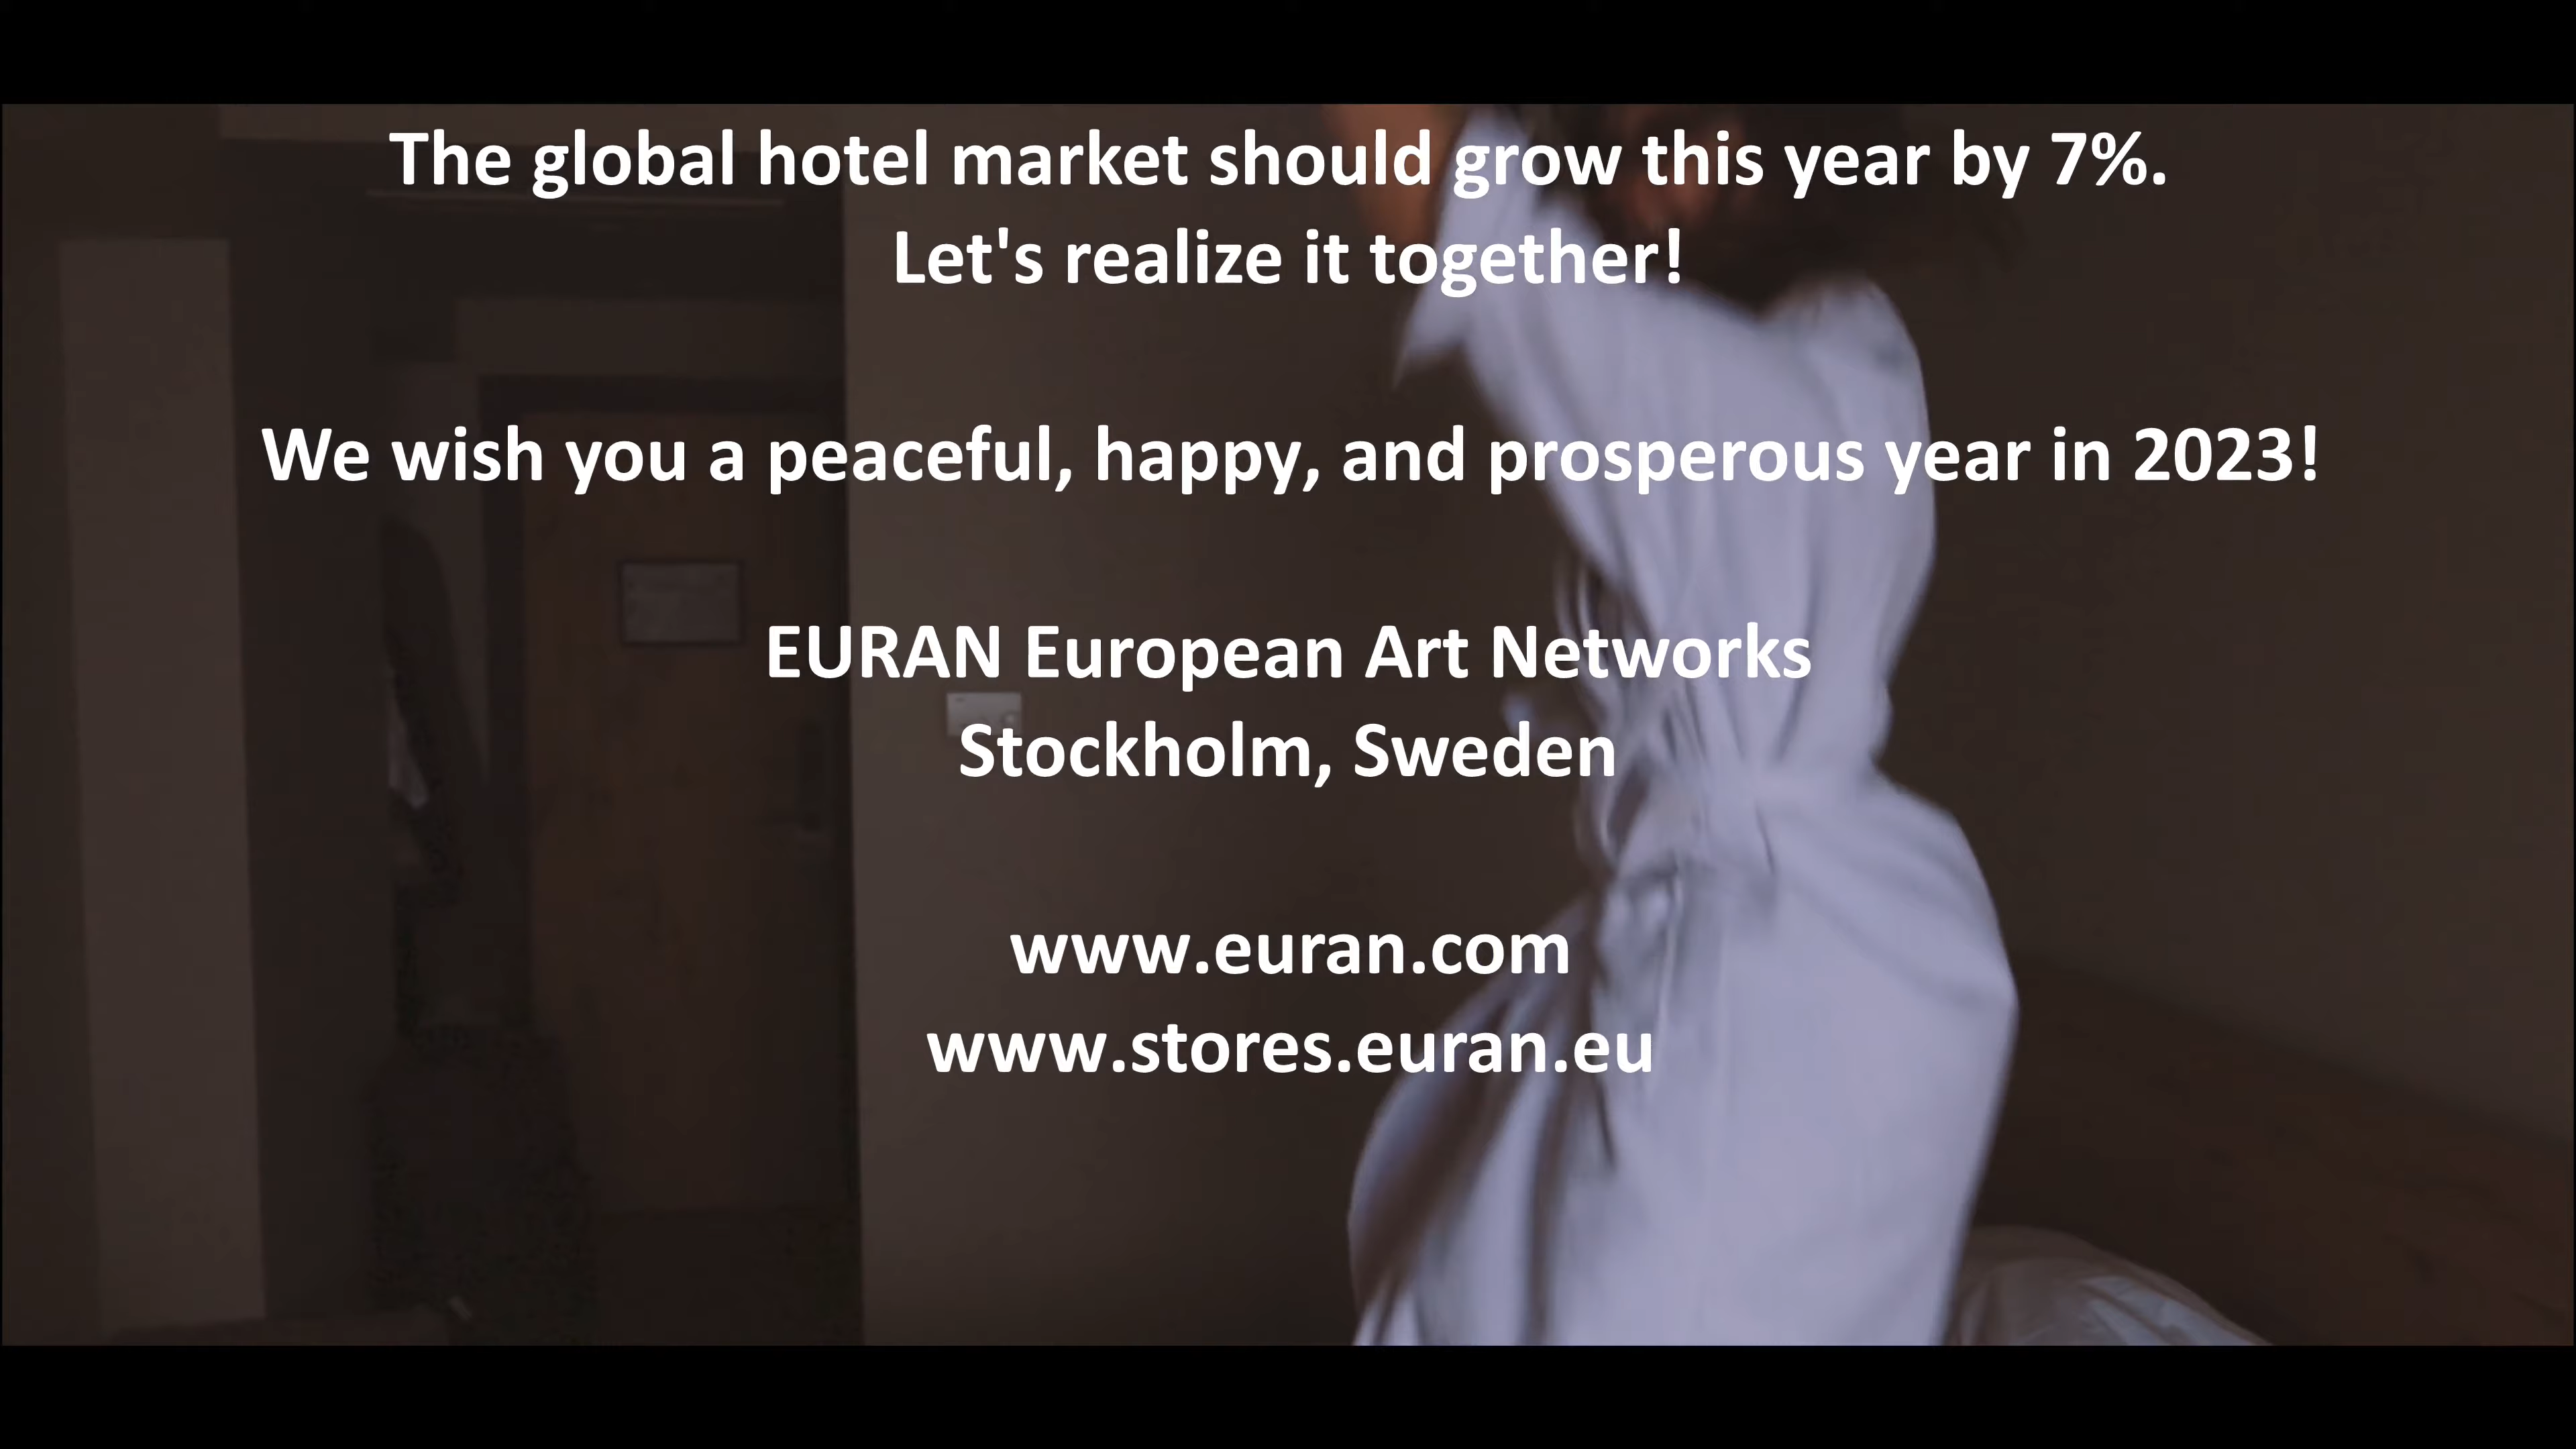 The global hotel market should grow this year by 7%.
Let's realize it together!
We wish you a peaceful, happy, and prosperous year in 2023!
EURAN European Art Networks
Stockholm, Sweden
www.euran.com
www.stores.euran.eu